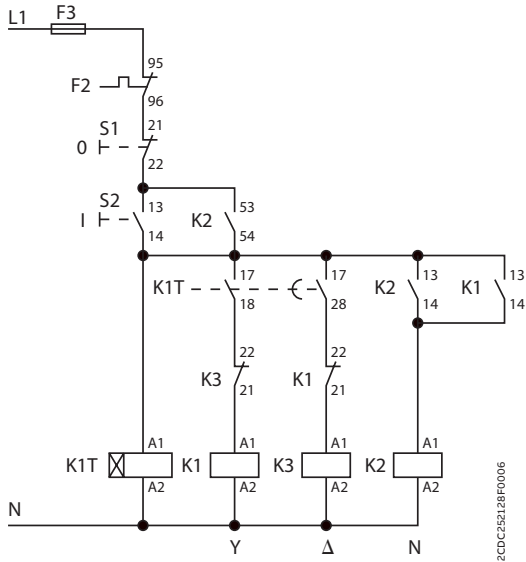 L1 F3
95
F2
96
S1 21
0
22
S2 13 K2 53
I
14 54
17 17 13 13
K1T K2 K1
18 28 14 14
22 22
K3 K1
21 21
A1 A1 A1 A1
K1T K1 K3 K2
A2 A2 A2 A2
N
Y Δ N
2CDC252128F0006